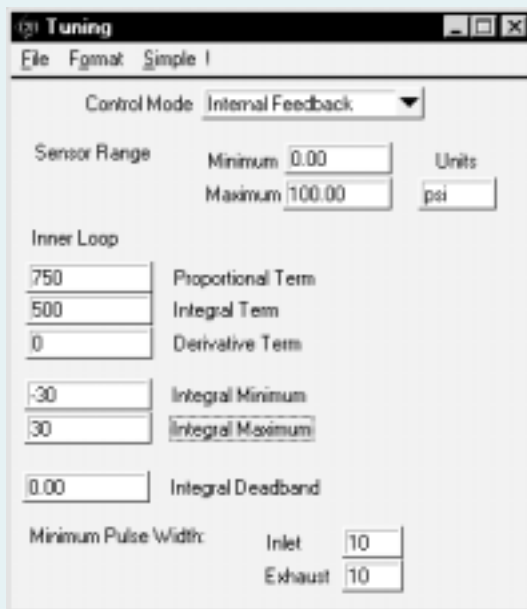 Tuning
File Format Simple !
Control Mode Internal Feedback
Sensor Range Minimum 0.00 Units
Maximum 100.00 psi
Inner Loop
750 Proportional Term
500 Integral Term
0 Derivative Term
-30 Integral Minimum
30 Integral Maximum
0.00 Integral Deadband
Minimum Pulse Width: Inlet 10
Exhaust 10